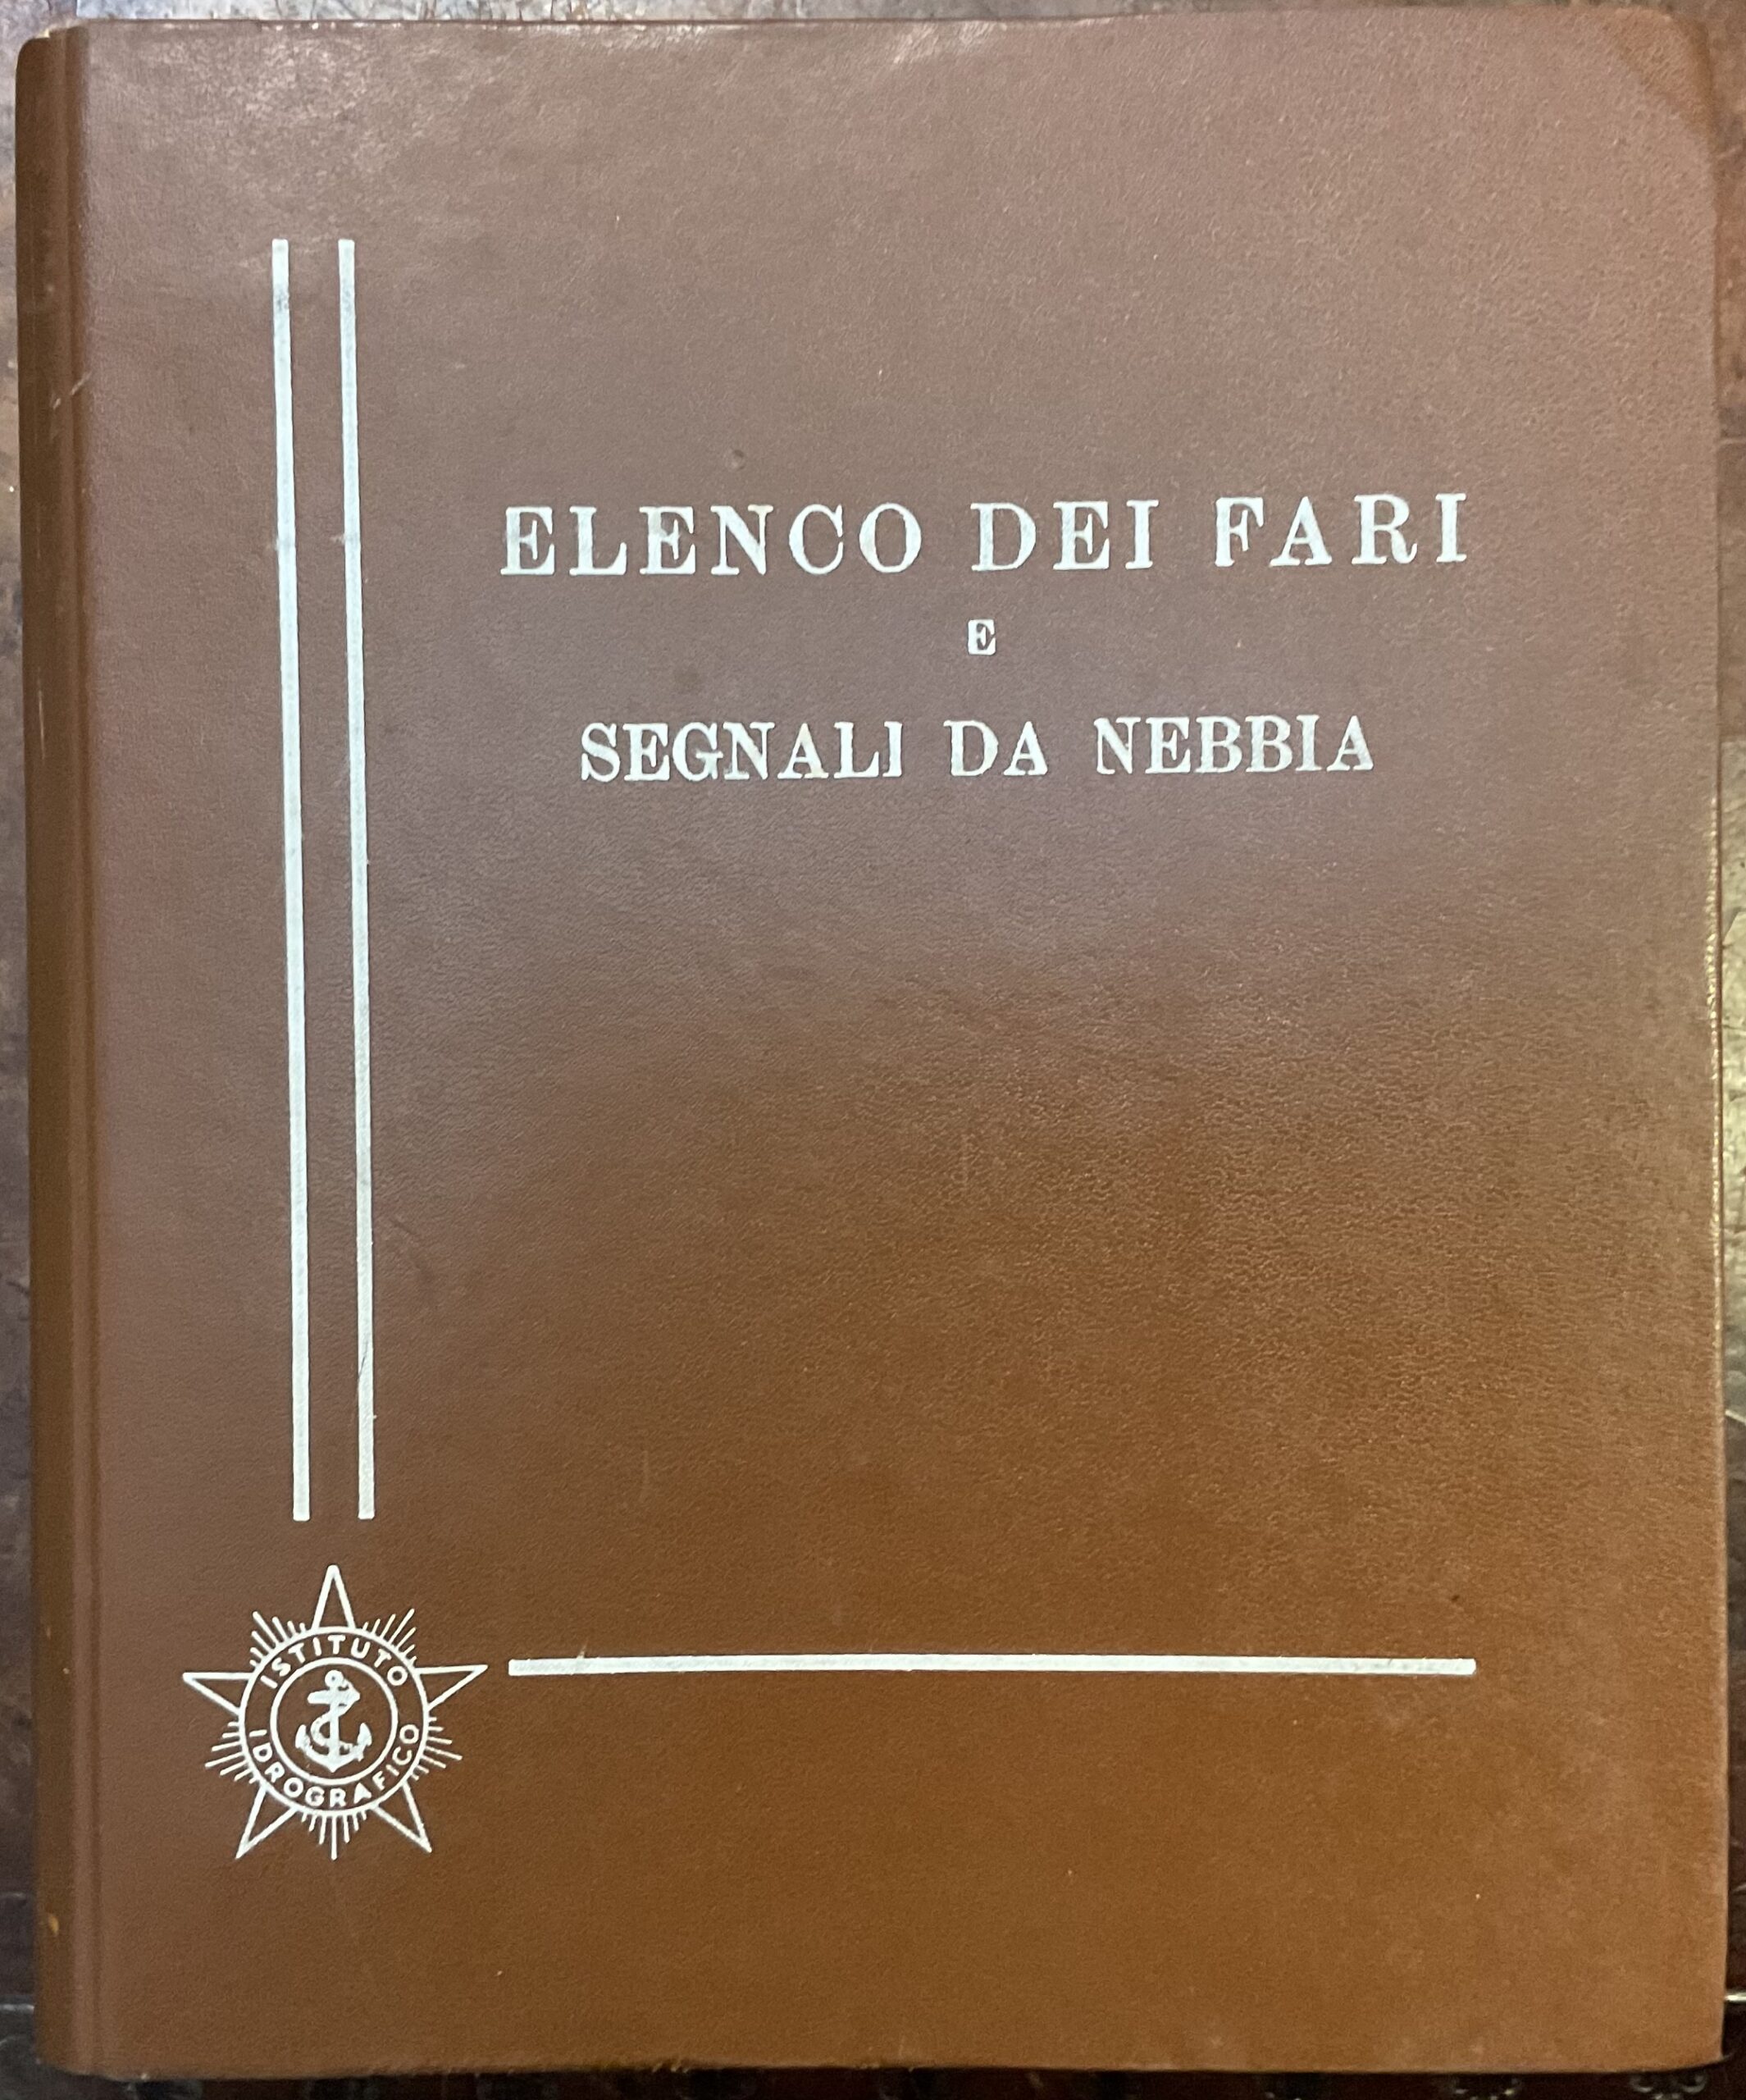 ELENCO DEI FARI
E
SEGNALI DA NEBBIA
ISTITUTO
IDROGRAFICO